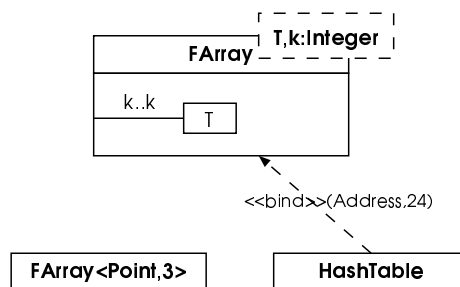 T,k:Integer
FArray
k..k
T
<<bind>>(Address,24)
FArray<Point,3>
HashTable